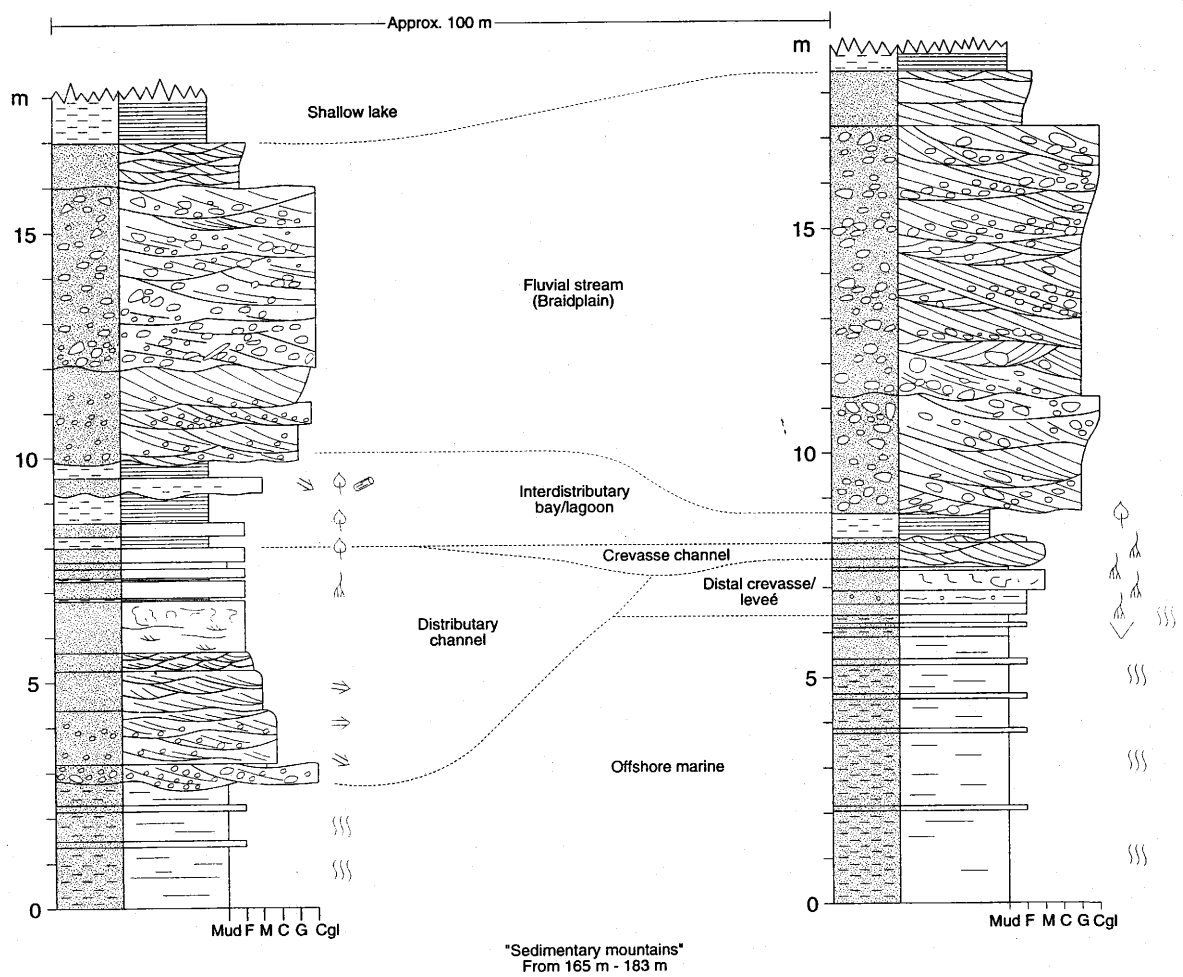 Approx. 100 m
m
m
Shallow lake
15
15
Fluvial stream
(Braidplain)
10
10
Interdistributary
bay/lagoon
Crevasse channel
Distal crevasse/
leveé
Distributary
channel
5
5
Offshore marine
0
0
Mud F M C G Cgl
Mud F M C G Cgl
"Sedimentary mountains"
From 165 m - 183 m